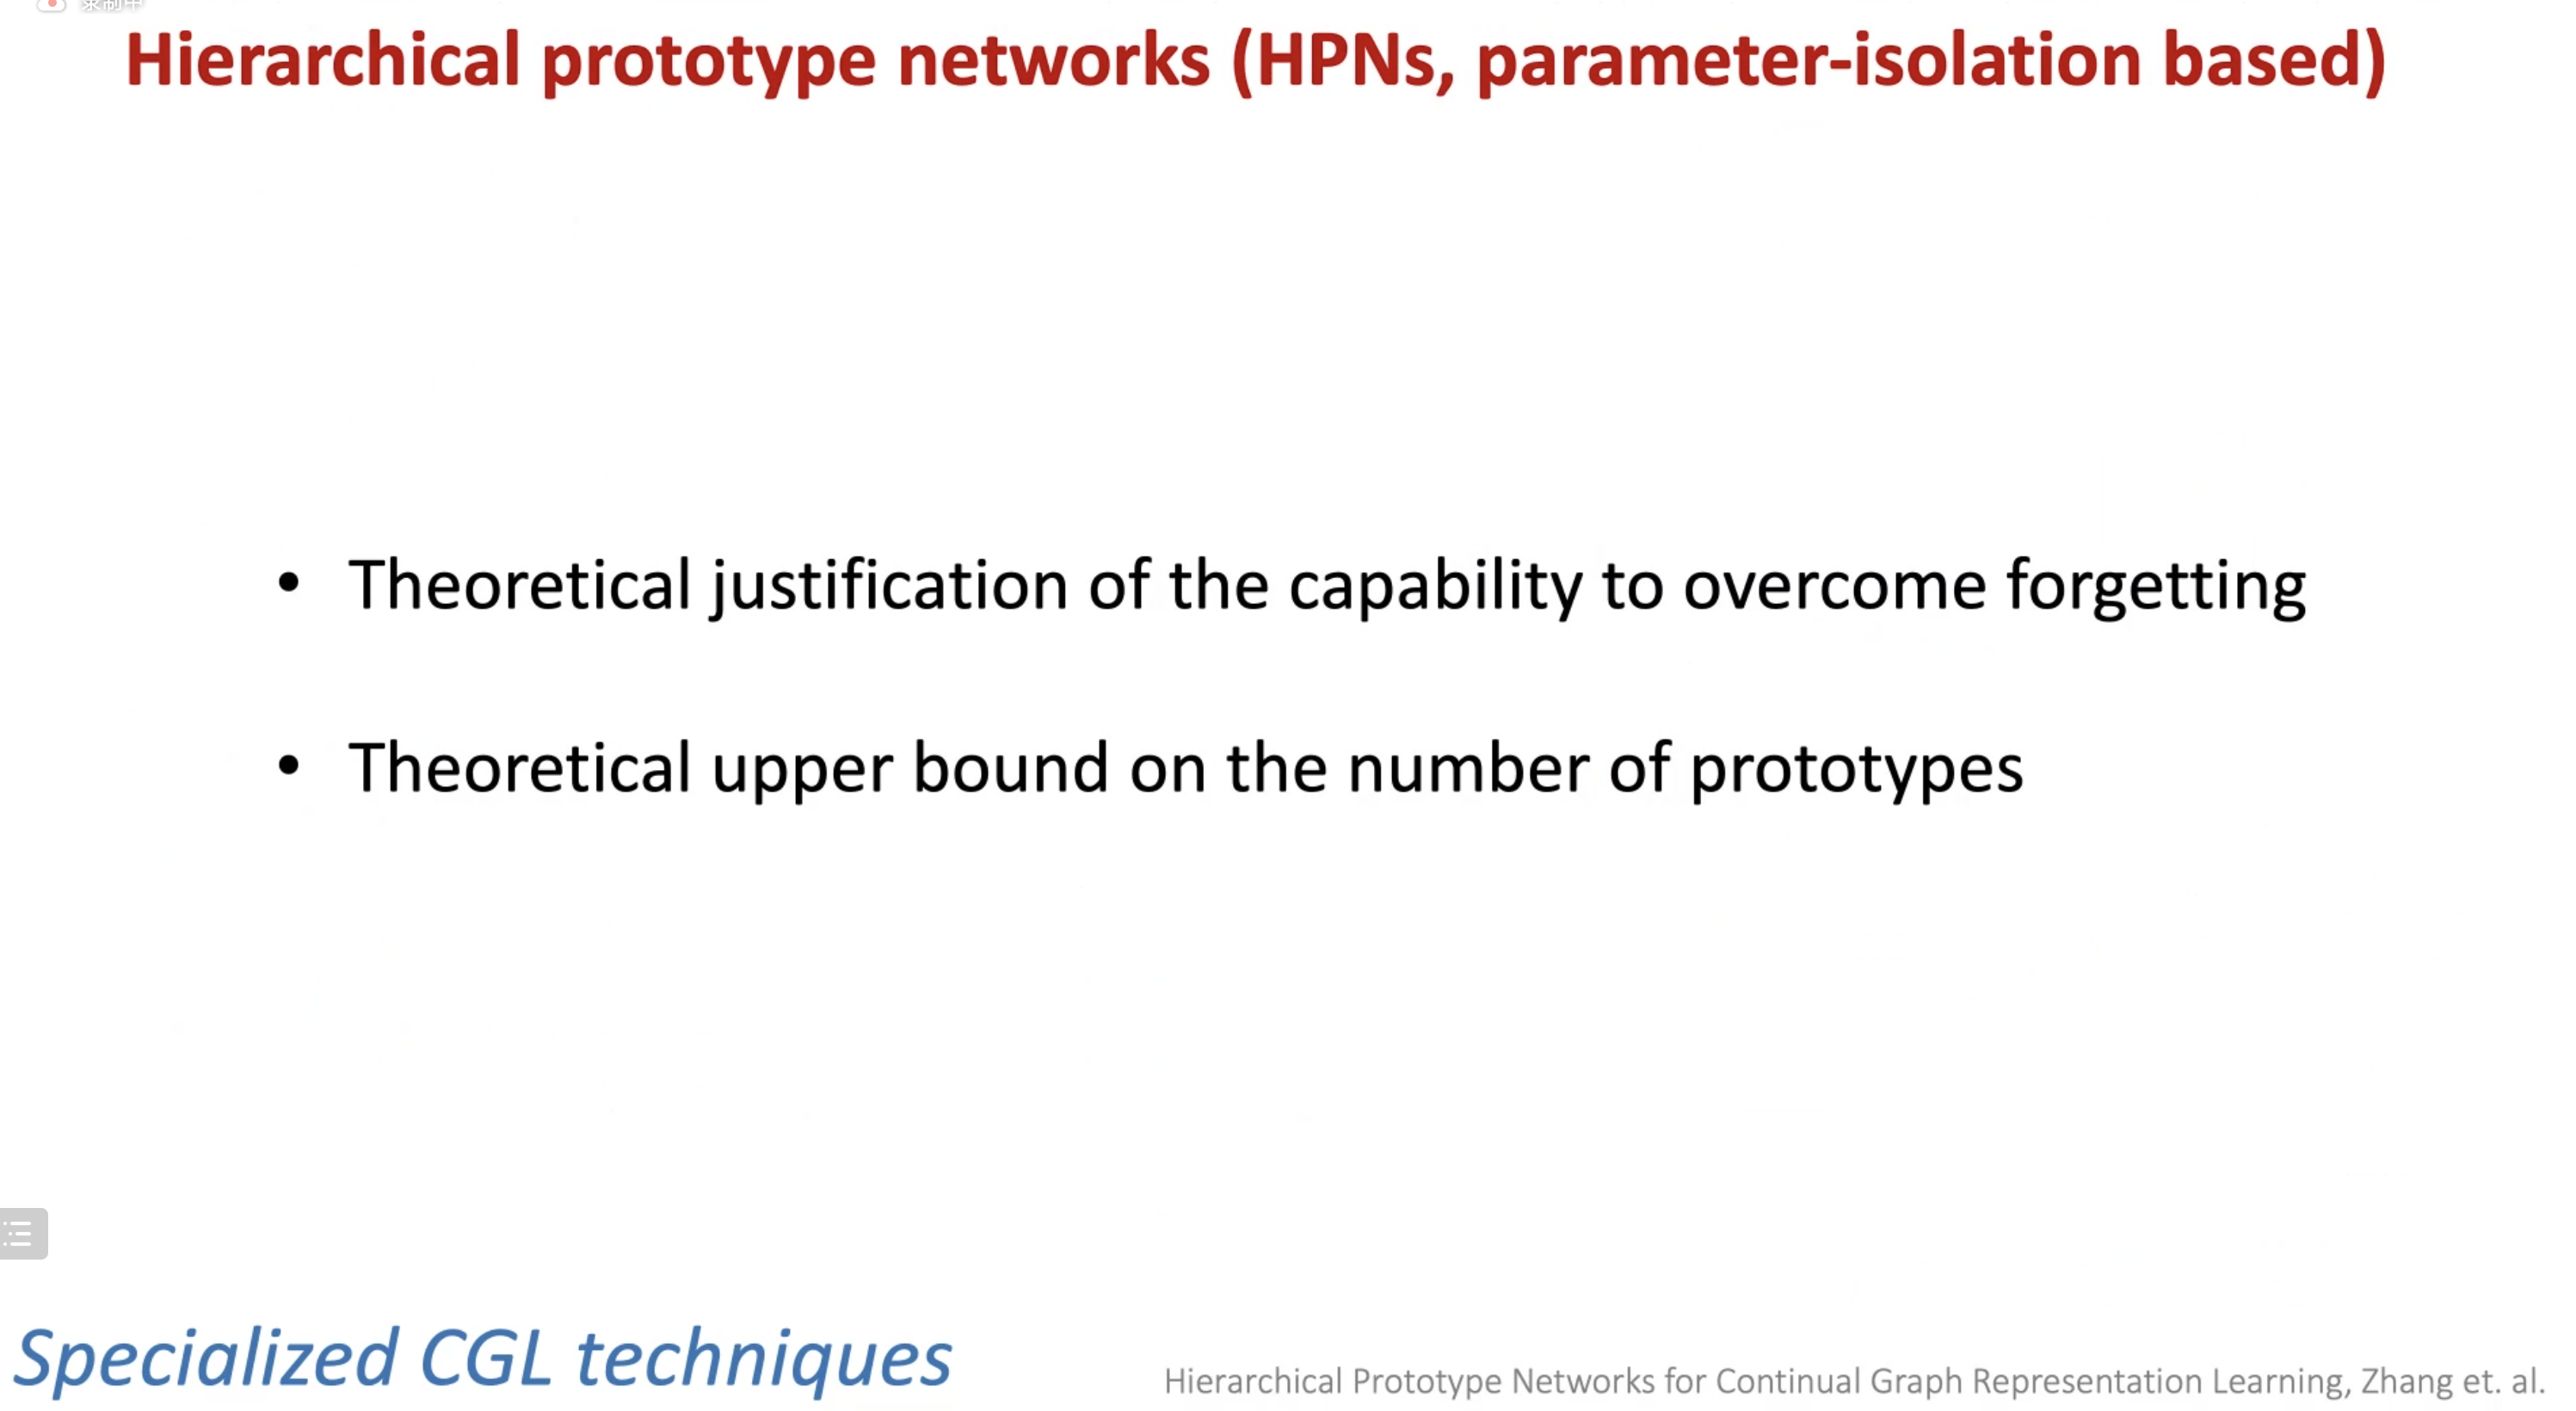 Hierarchical prototype networks (HPNs, parameter-isolation based)
• Theoretical justification of the capability to overcome forgetting
• Theoretical upper bound on the number of prototypes
Specialized CGL techniques
Hierarchical Prototype Networks for Continual Graph Representation Learning, Zhang et. al.